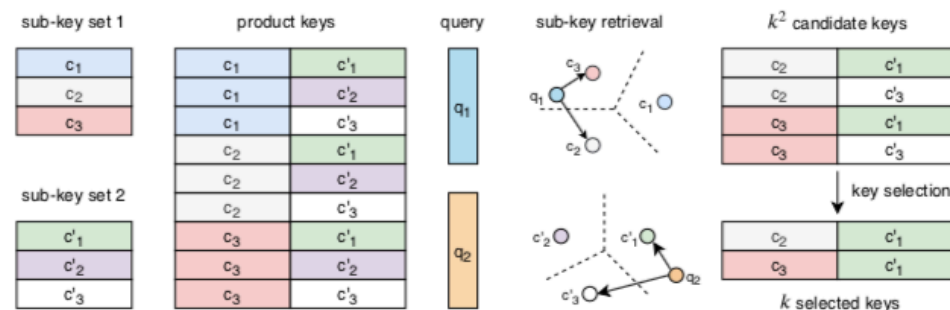 sub-key set 1
c₁
c₂
c₃
sub-key set 2
c'₁
c'₂
c'₃
product keys
c₁ c'₁
c₁ c'₂
c₁ c'₃
c₂ c'₁
c₂ c'₂
c₂ c'₃
c₃ c'₁
c₃ c'₂
c₃ c'₃
query
q₁
q₂
sub-key retrieval
c₃
q₁
c₁
c₂
c'₂
c'₁
q₂
c'₃
k² candidate keys
c₂ c'₁
c₂ c'₃
c₃ c'₁
c₃ c'₃
key selection
c₂ c'₁
c₃ c'₁
k selected keys